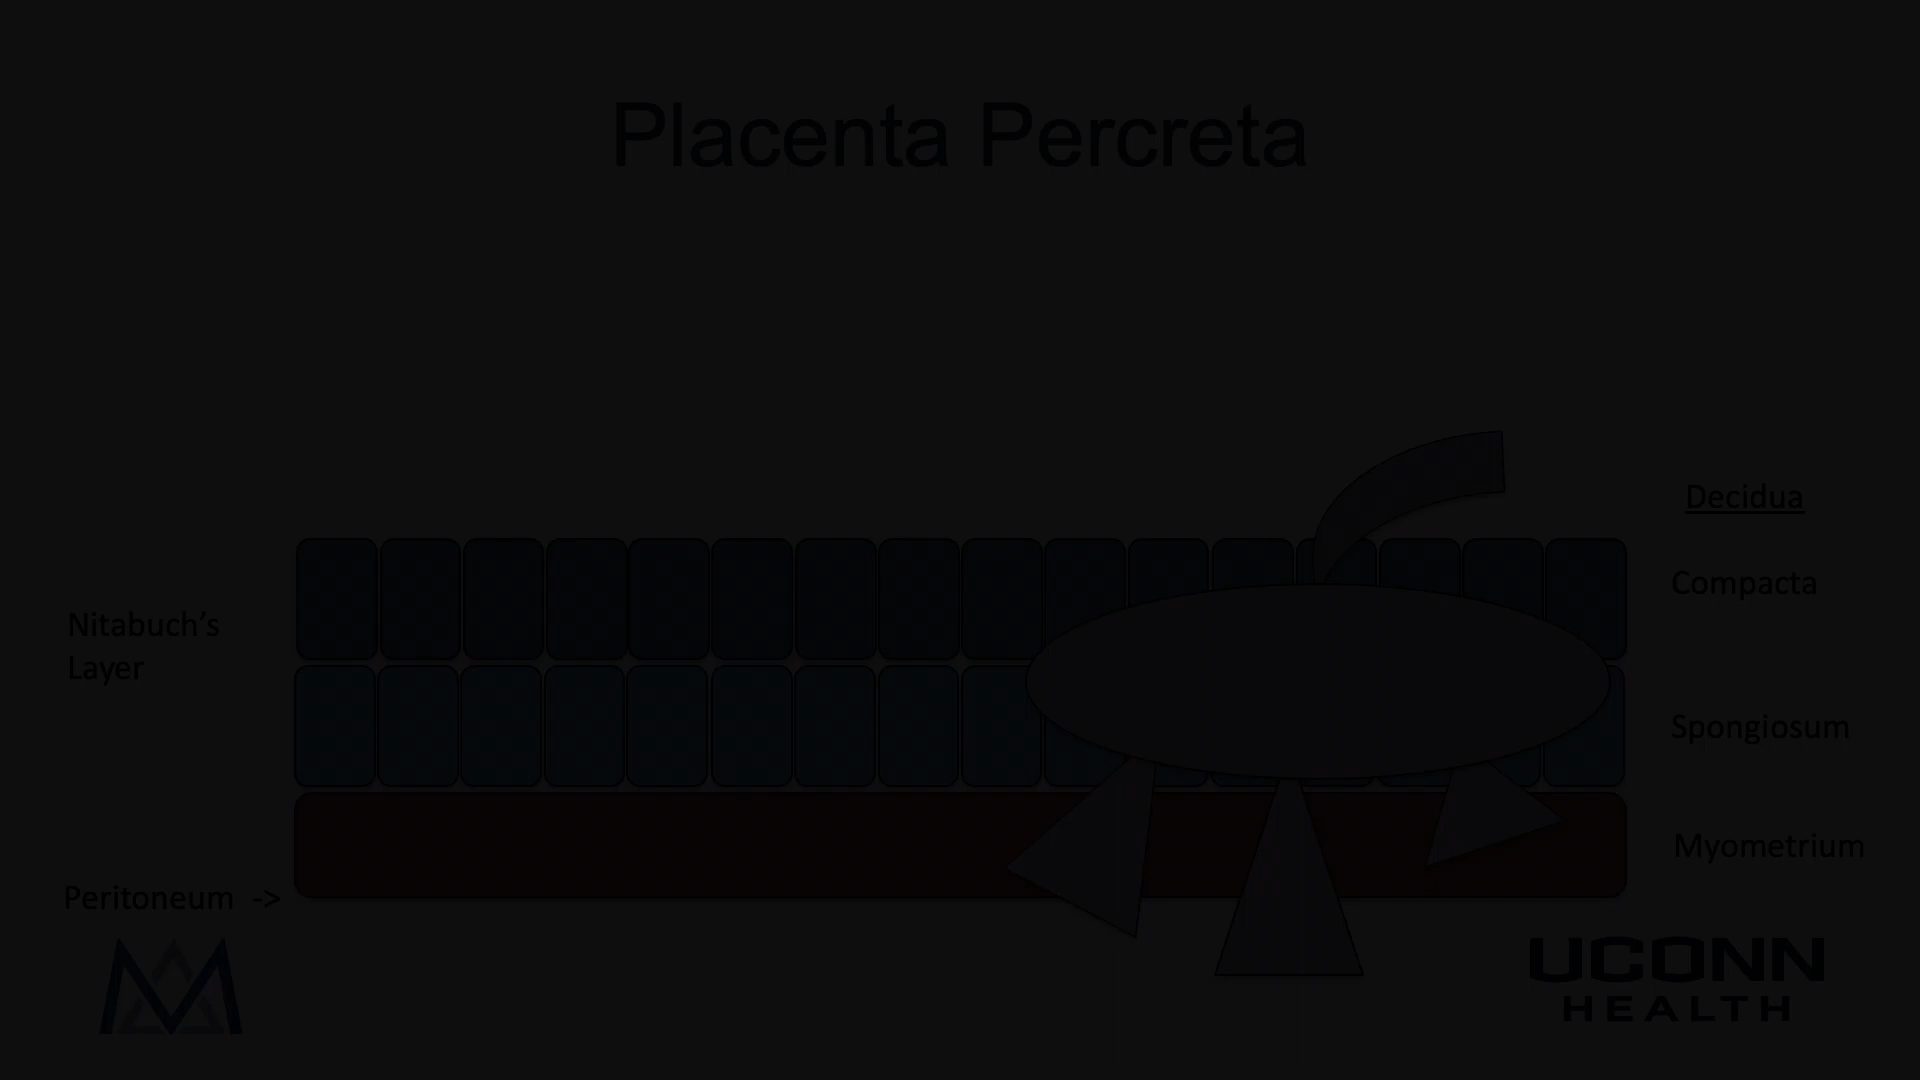 Placenta Percreta
Decidua
Compacta
Nitabuch’s
Layer
Spongiosum
Myometrium
Peritoneum ->
UCONN
HEALTH